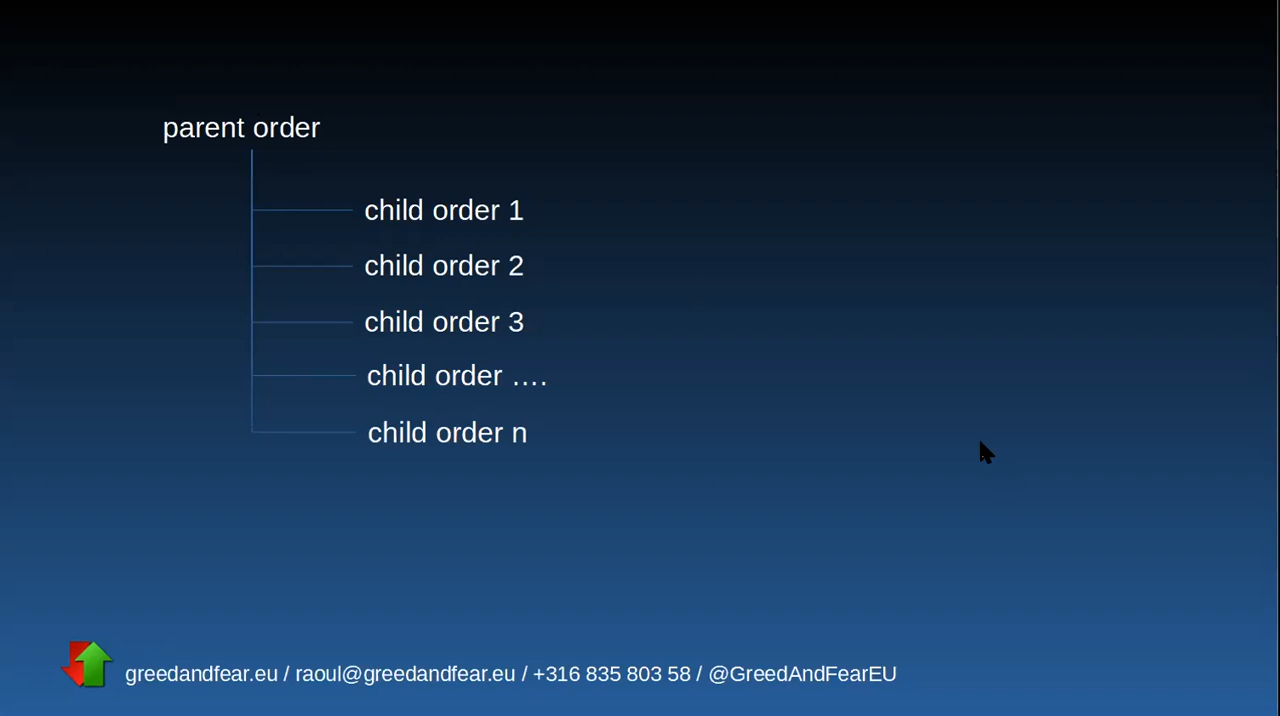 parent order
child order 1
child order 2
child order 3
child order ....
child order n
greedandfear.eu / raoul@greedandfear.eu / +316 835 803 58 / @GreedAndFearEU